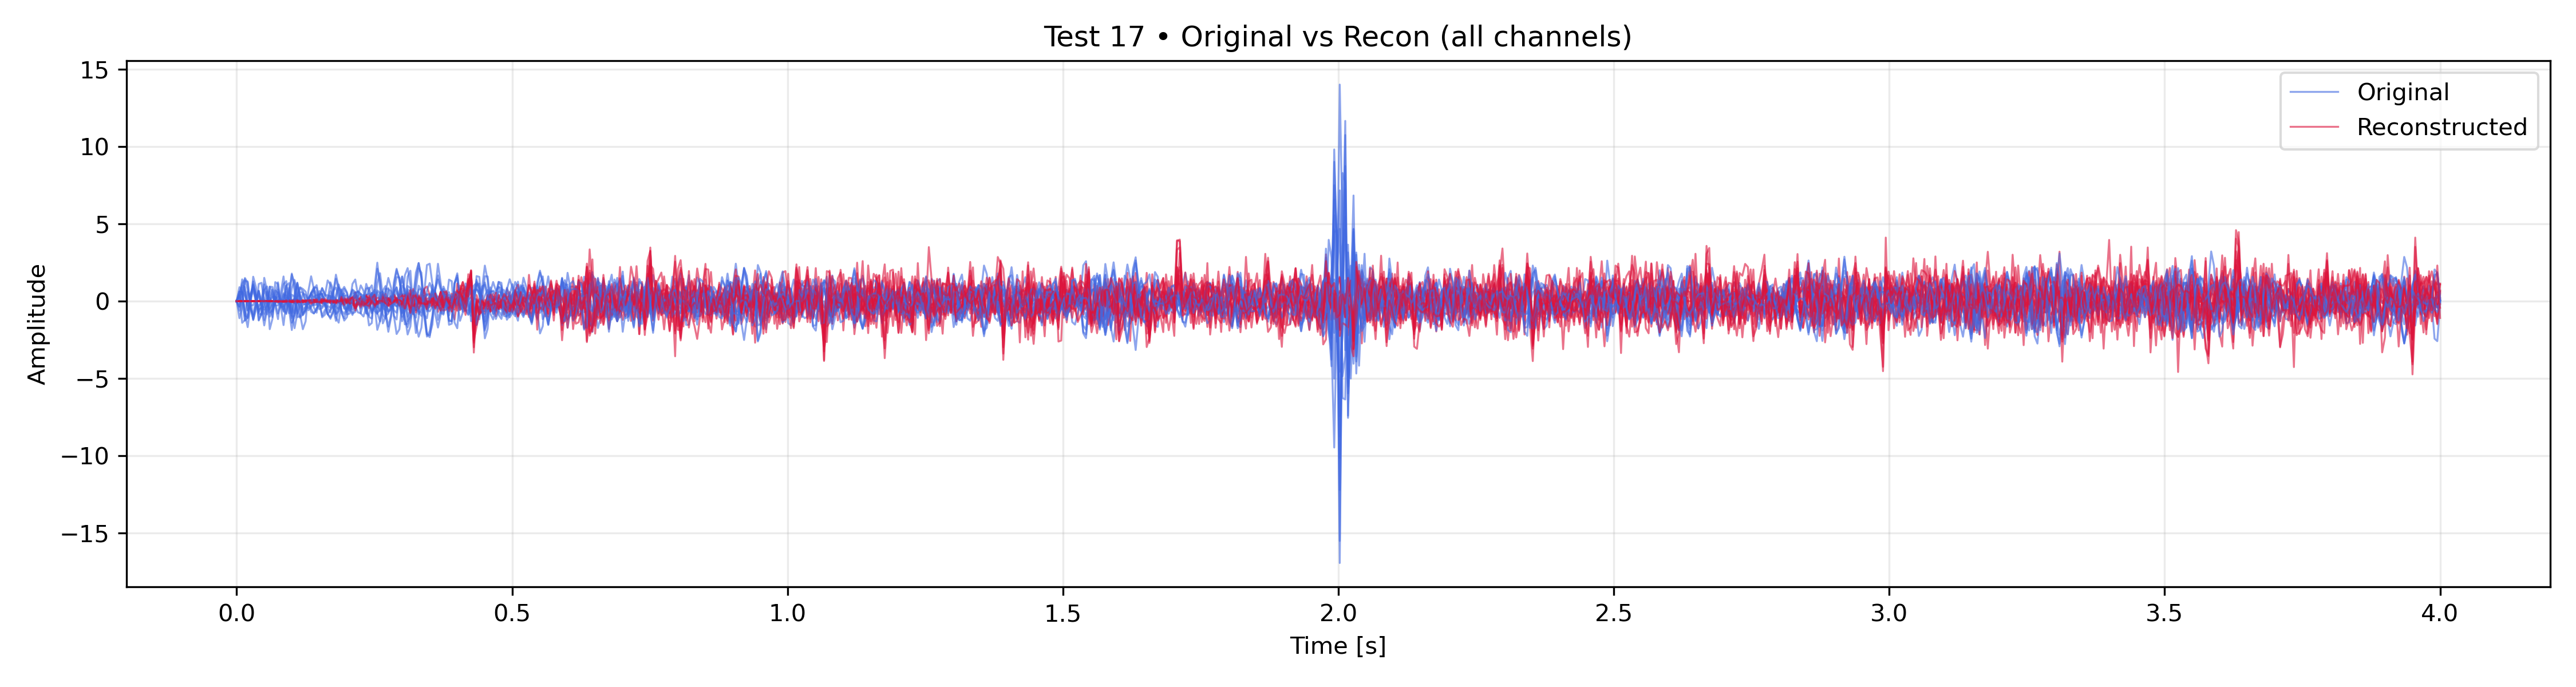 Test 17 • Original vs Recon (all channels)
Original
Reconstructed
Amplitude
15
10
5
0
−5
−10
−15
0.0 0.5 1.0 1.5 2.0 2.5 3.0 3.5 4.0
Time [s]